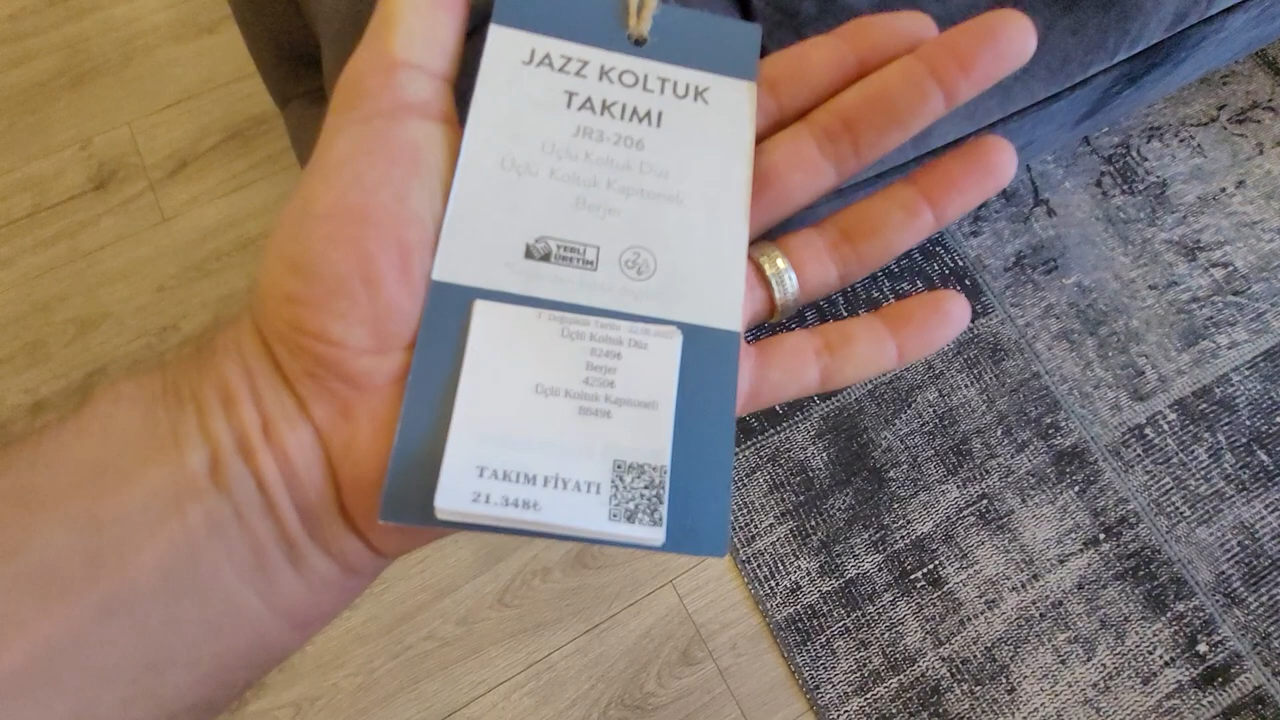 JAZZ KOLTUK
TAKIMI
JR3-206
Üçlü Koltuk Düz
Üçlü Koltuk Kapitoneli
Berjer
YERLİ
ÜRETİM
Üçlü Koltuk Düz
8249₺
Berjer
4250₺
Üçlü Koltuk Kapitoneli
8849₺
TAKIM FİYATI
21.348₺